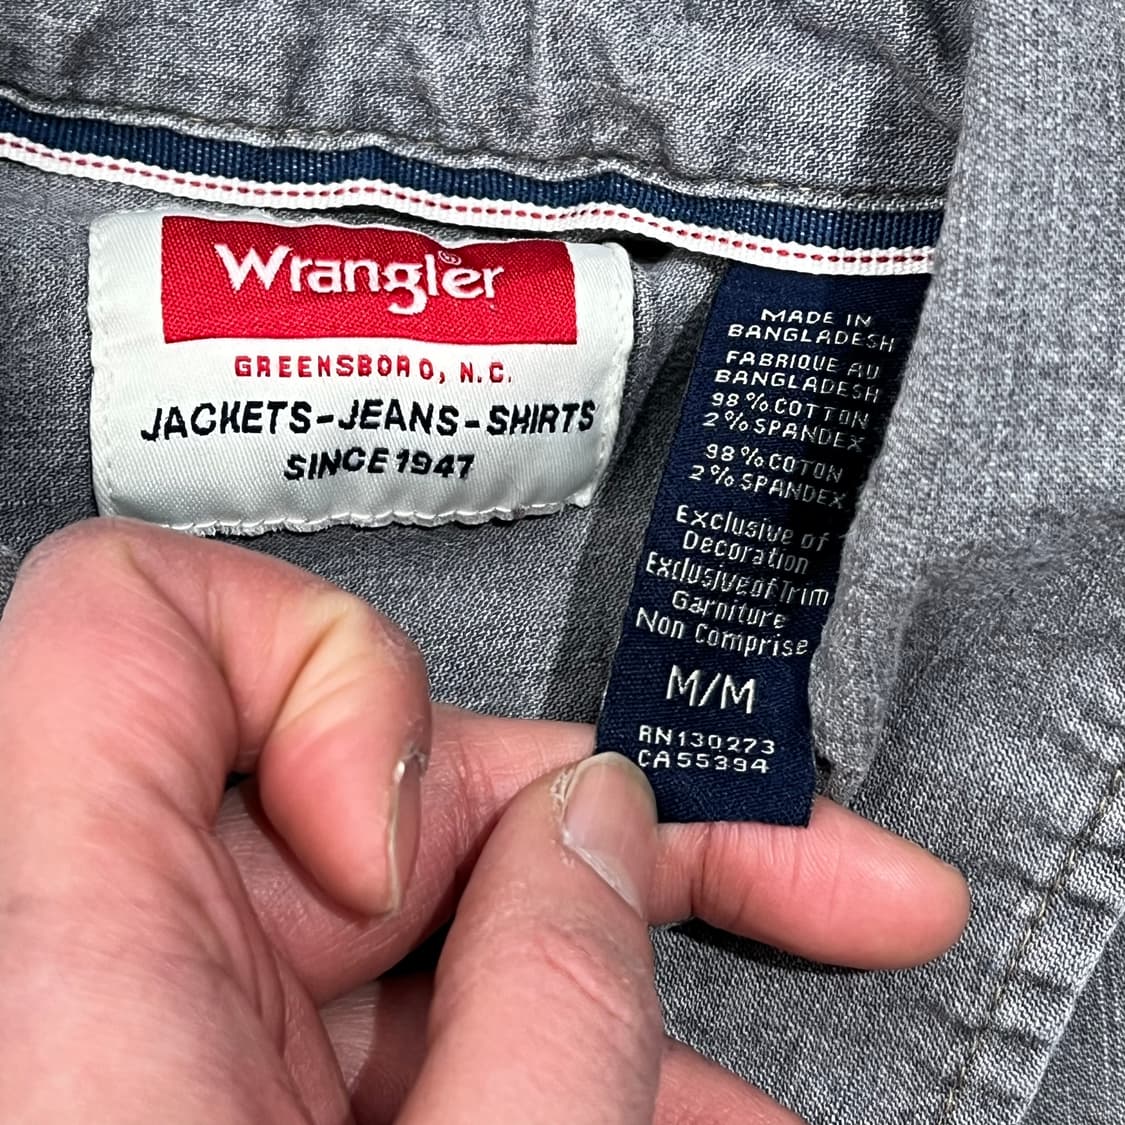 Wrangler®
GREENSBORO, N.C.
JACKETS-JEANS-SHIRTS
SINCE 1947
MADE IN
BANGLADESH
FABRIQUE AU
BANGLADESH
98% COTTON
2% SPANDEX
98% COTON
2% SPANDEX
Exclusive of
Decoration
Exclusive of Trim
Garniture
Non Comprise
M/M
RN130273
CA55394